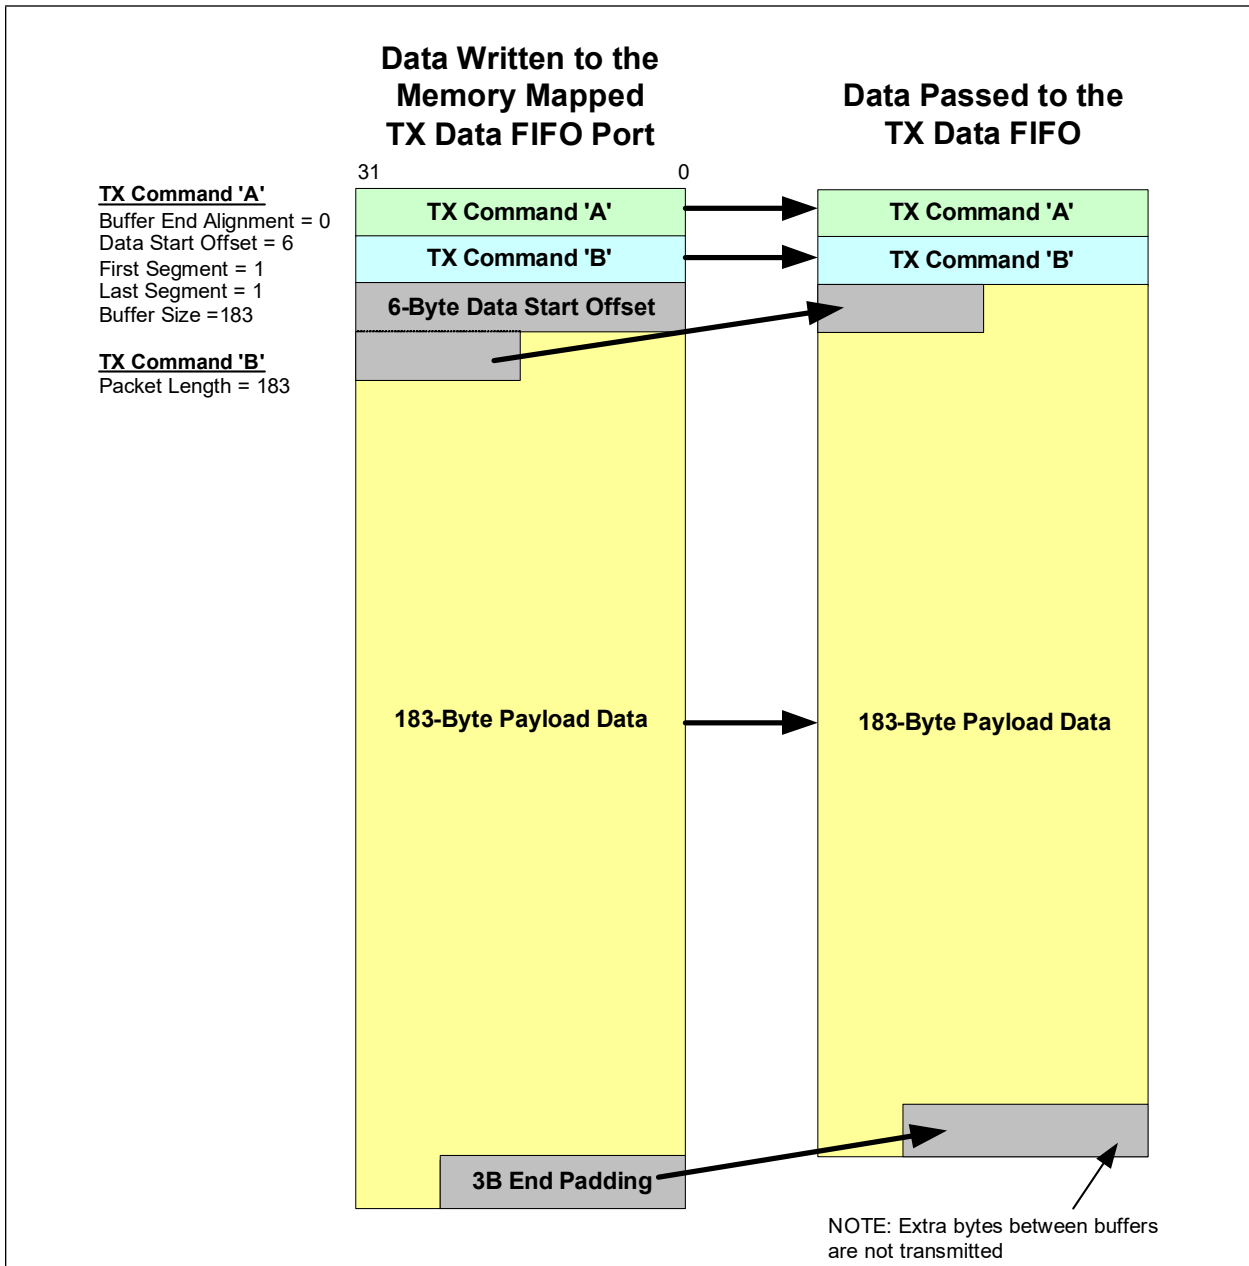 Data Written to the
Memory Mapped
TX Data FIFO Port
Data Passed to the
TX Data FIFO
31
0
TX Command 'A'
Buffer End Alignment = 0
Data Start Offset = 6
First Segment = 1
Last Segment = 1
Buffer Size =183
TX Command 'B'
Packet Length = 183
TX Command 'A'
TX Command 'B'
6-Byte Data Start Offset
183-Byte Payload Data
3B End Padding
TX Command 'A'
TX Command 'B'
183-Byte Payload Data
NOTE: Extra bytes between buffers
are not transmitted